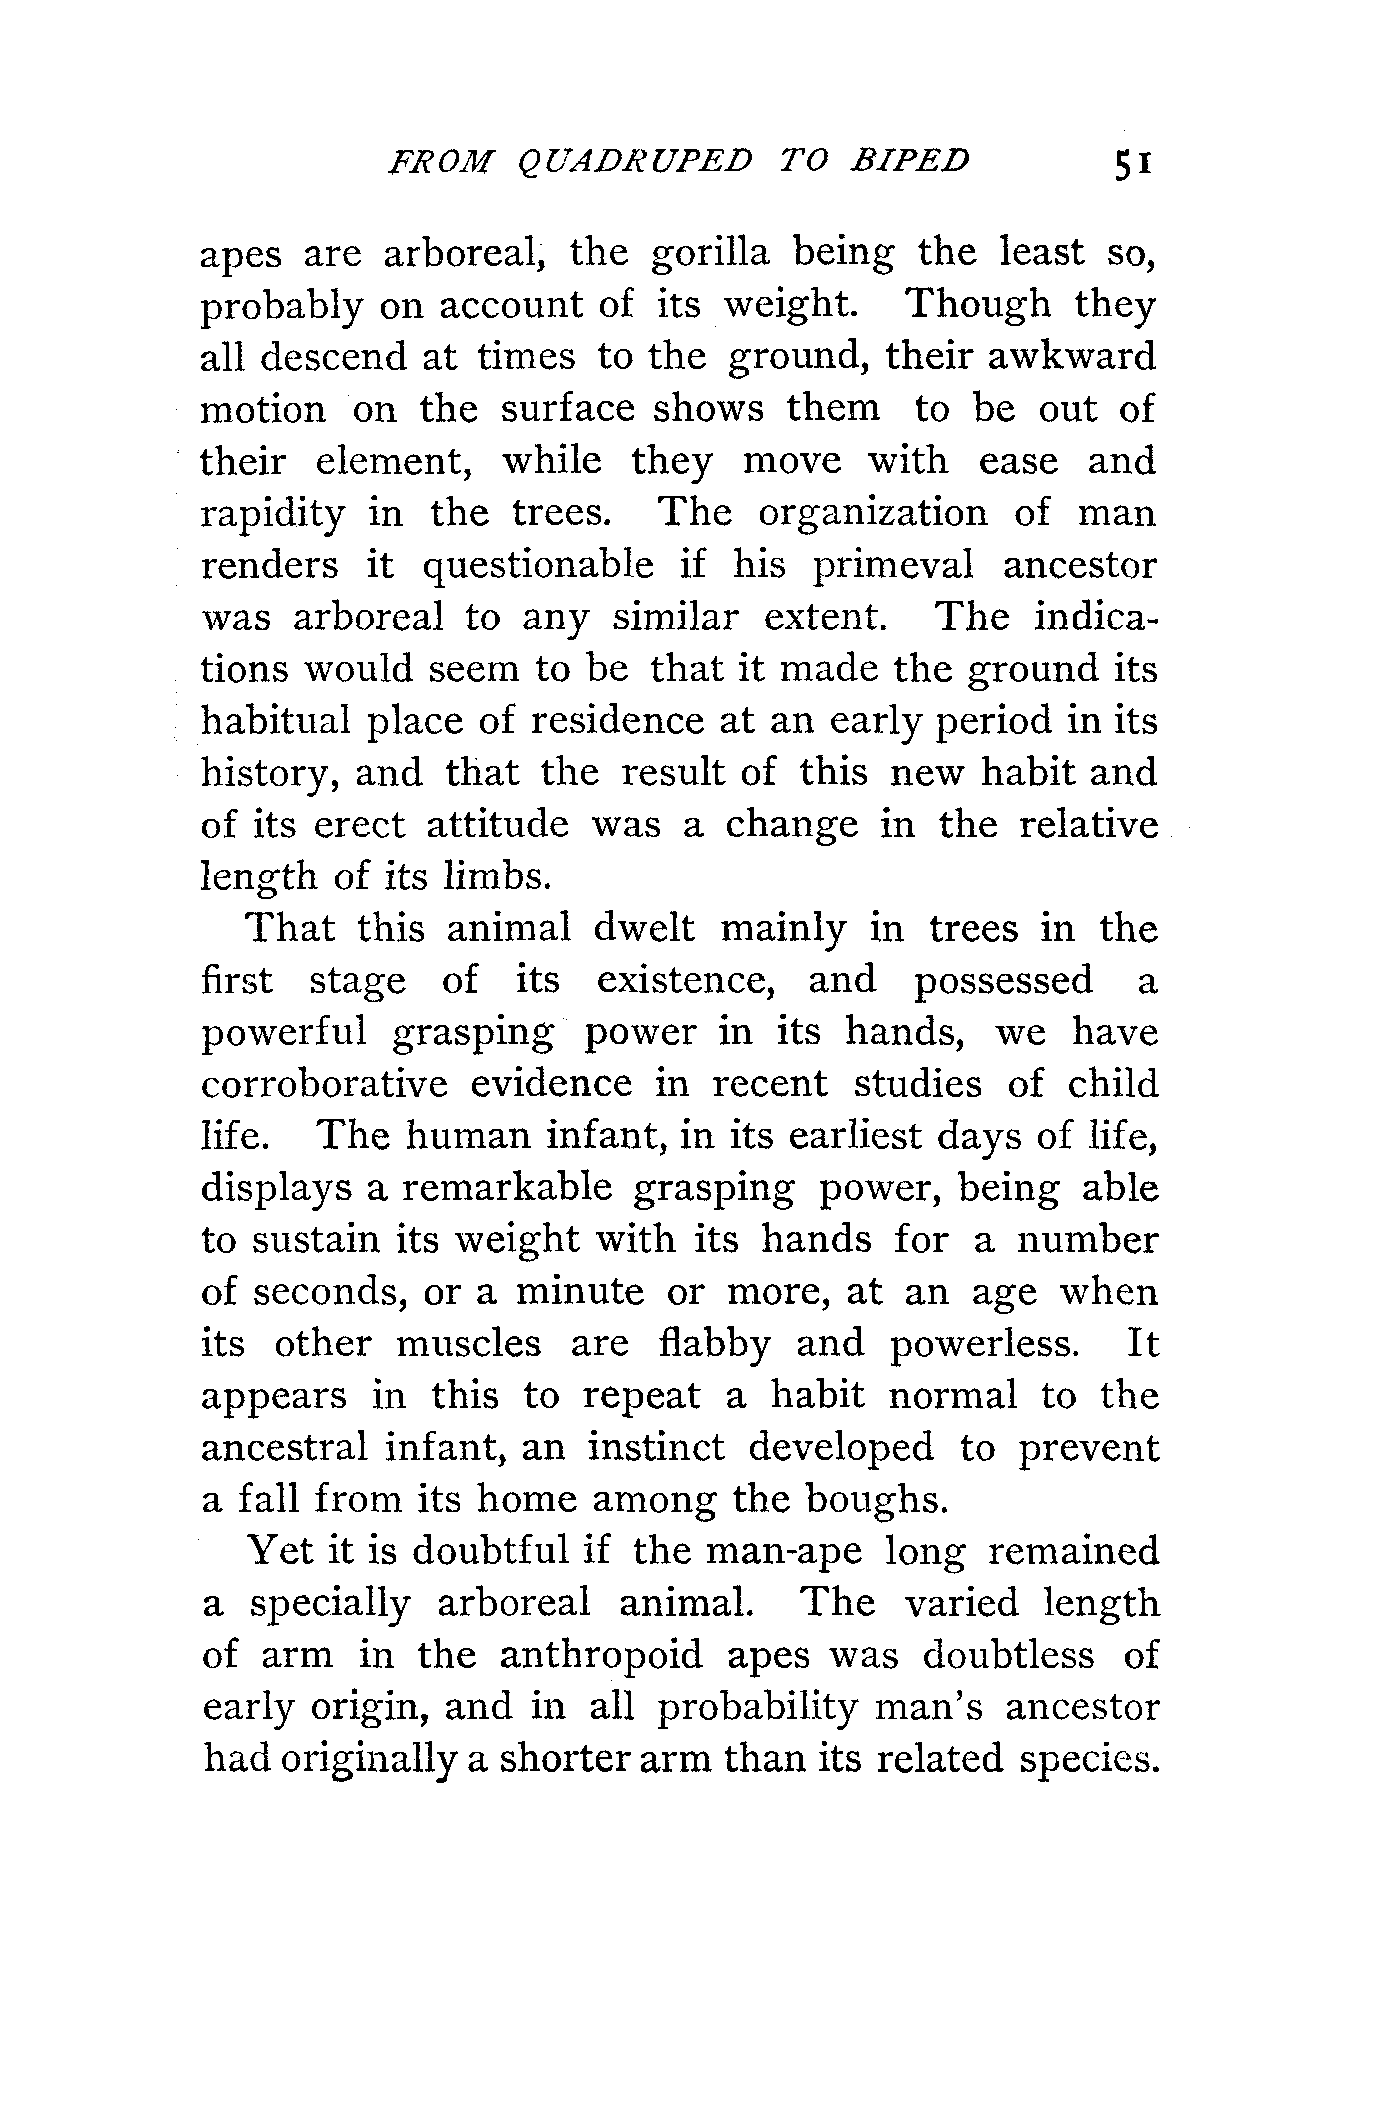 FROM QUADRUPED TO BIPED 51
apes are arboreal, the gorilla being the least so,
probably on account of its weight. Though they
all descend at times to the ground, their awkward
motion on the surface shows them to be out of
their element, while they move with ease and
rapidity in the trees. The organization of man
renders it questionable if his primeval ancestor
was arboreal to any similar extent. The indica-
tions would seem to be that it made the ground its
habitual place of residence at an early period in its
history, and that the result of this new habit and
of its erect attitude was a change in the relative
length of its limbs.
That this animal dwelt mainly in trees in the
first stage of its existence, and possessed a
powerful grasping power in its hands, we have
corroborative evidence in recent studies of child
life. The human infant, in its earliest days of life,
displays a remarkable grasping power, being able
to sustain its weight with its hands for a number
of seconds, or a minute or more, at an age when
its other muscles are flabby and powerless. It
appears in this to repeat a habit normal to the
ancestral infant, an instinct developed to prevent
a fall from its home among the boughs.
Yet it is doubtful if the man-ape long remained
a specially arboreal animal. The varied length
of arm in the anthropoid apes was doubtless of
early origin, and in all probability man's ancestor
had originally a shorter arm than its related species.